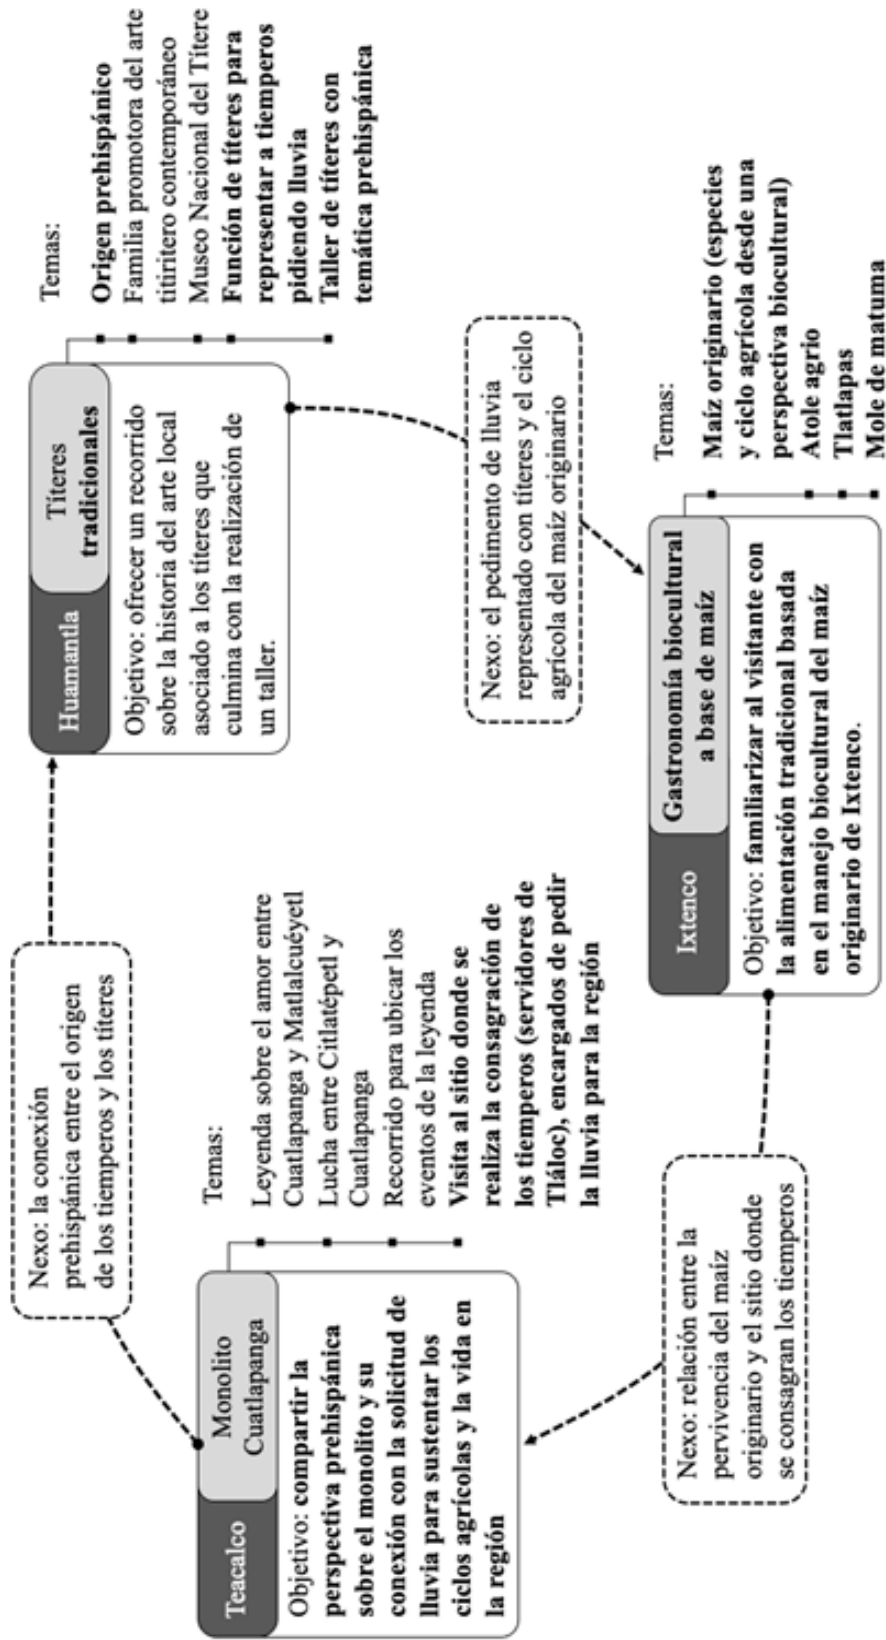 Nexo: la conexión
prehispánica entre el origen
de los tiemperos y los títeres
Teacalco
Monolito
Cuatlapanga
Objetivo: compartir la
perspectiva prehispánica
sobre el monolito y su
conexión con la solicitud de
lluvia para sustentar los
ciclos agrícolas y la vida en
la región
Temas:
Leyenda sobre el amor entre
Cuatlapanga y Matlalcuéyetl
Lucha entre Citlatépetl y
Cuatlapanga
Recorrido para ubicar los
eventos de la leyenda
Visita al sitio donde se
realiza la consagración de
los tiemperos (servidores de
Tláloc), encargados de pedir
la lluvia para la región
Huamantla
Títeres
tradicionales
Objetivo: ofrecer un recorrido
sobre la historia del arte local
asociado a los títeres que
culmina con la realización de
un taller.
Temas:
Origen prehispánico
Familia promotora del arte
titiritero contemporáneo
Museo Nacional del Títere
Función de títeres para
representar a tiemperos
pidiendo lluvia
Taller de títeres con
temática prehispánica
Nexo: el pedimento de lluvia
representado con títeres y el ciclo
agrícola del maíz originario
Ixtenco
Gastronomía biocultural
a base de maíz
Objetivo: familiarizar al visitante con
la alimentación tradicional basada
en el manejo biocultural del maíz
originario de Ixtenco.
Temas:
Maíz originario (especies
y ciclo agrícola desde una
perspectiva biocultural)
Atole agrio
Tlatlapas
Mole de matuma
Nexo: relación entre la
pervivencia del maíz
originario y el sitio donde
se consagran los tiemperos